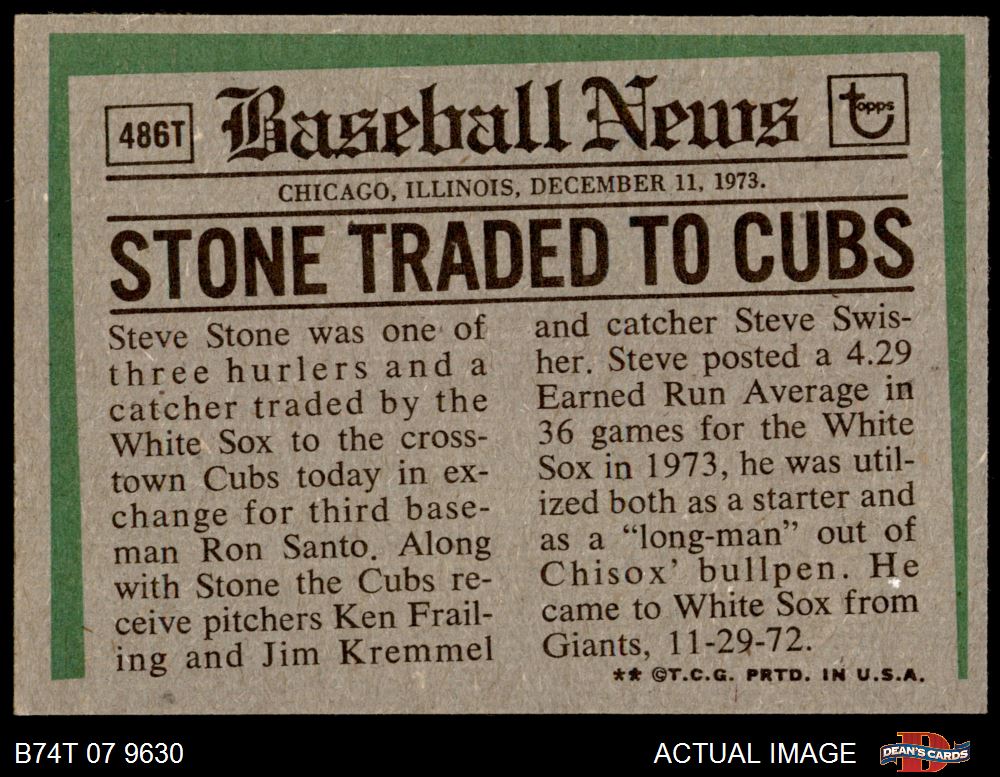 486T
Baseball News
topps
CHICAGO, ILLINOIS, DECEMBER 11, 1973.
STONE TRADED TO CUBS
Steve Stone was one of
three hurlers and a
catcher traded by the
White Sox to the cross-
town Cubs today in ex-
change for third base-
man Ron Santo. Along
with Stone the Cubs re-
ceive pitchers Ken Frail-
ing and Jim Kremmel
and catcher Steve Swis-
her. Steve posted a 4.29
Earned Run Average in
36 games for the White
Sox in 1973, he was util-
ized both as a starter and
as a “long-man” out of
Chisox’ bullpen. He
came to White Sox from
Giants, 11-29-72.
** ©T.C.G. PRTD. IN U.S.A.
B74T 07 9630
ACTUAL IMAGE
D
DEAN'S CARDS